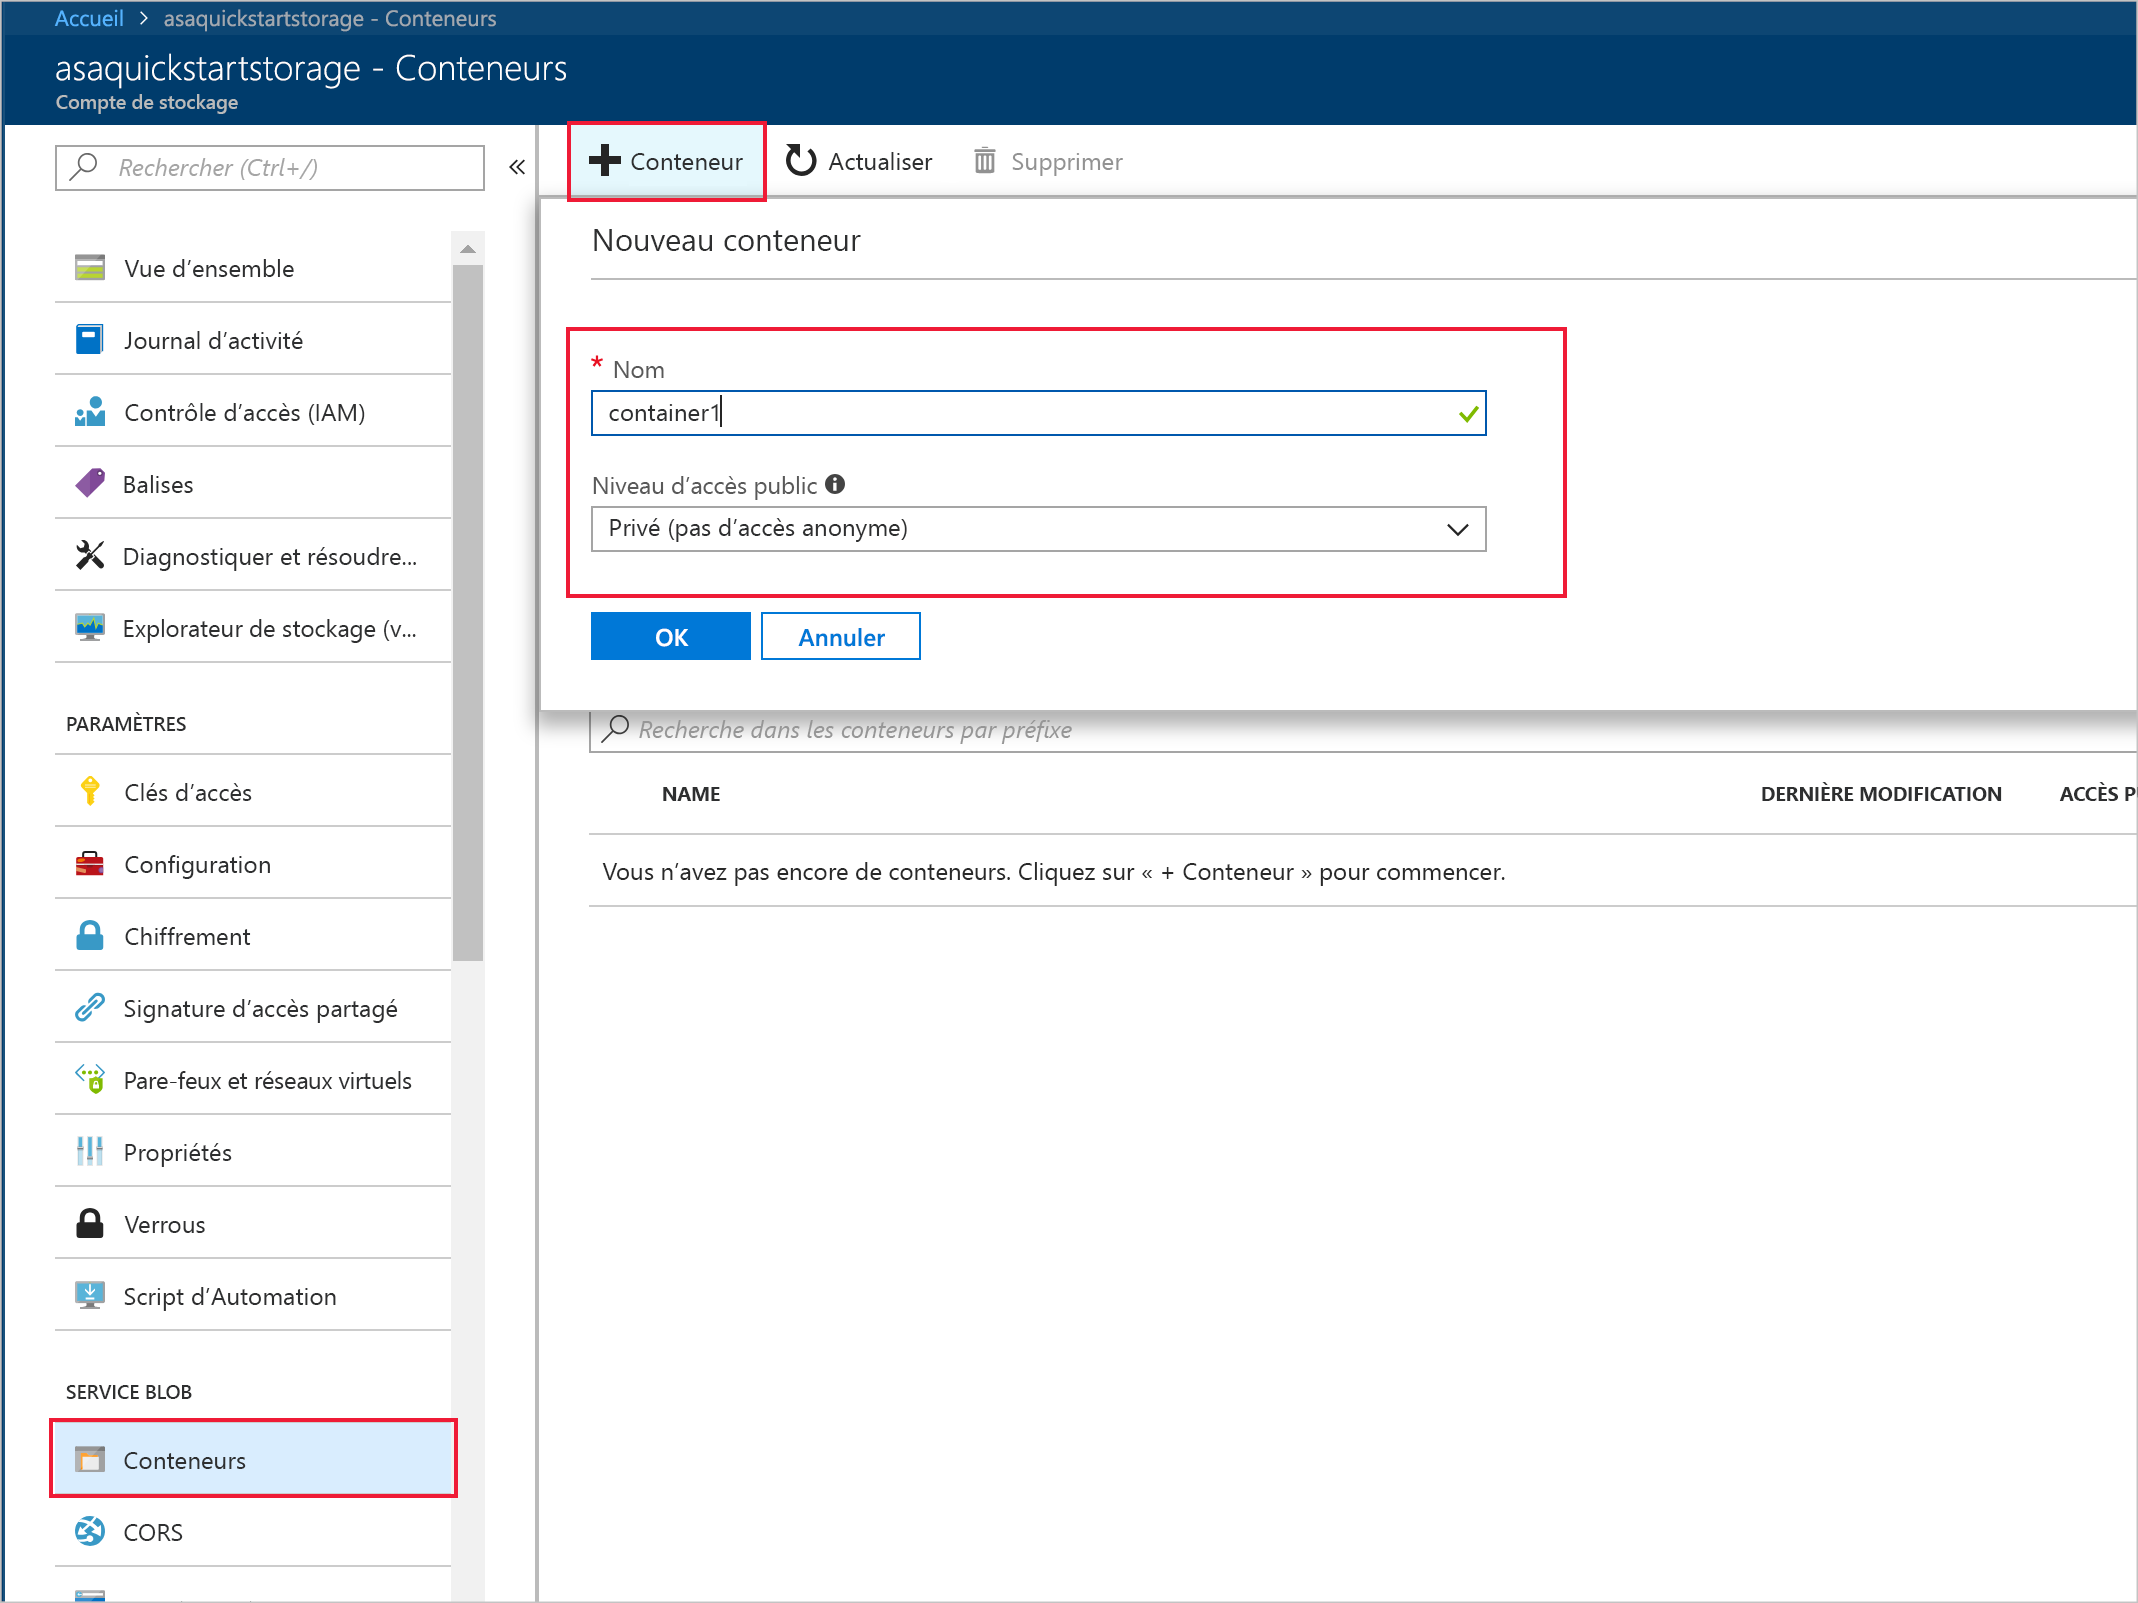 Accueil > asaquickstartstorage - Conteneurs
asaquickstartstorage - Conteneurs
Compte de stockage
Rechercher (Ctrl+/)
Vue d’ensemble
Journal d’activité
Contrôle d’accès (IAM)
Balises
Diagnostiquer et résoudre...
Explorateur de stockage (v...
PARAMÈTRES
Clés d’accès
Configuration
Chiffrement
Signature d’accès partagé
Pare-feux et réseaux virtuels
Propriétés
Verrous
Script d’Automation
SERVICE BLOB
Conteneurs
CORS
Conteneur Actualiser Supprimer
Nouveau conteneur
* Nom
container1
Niveau d’accès public
Privé (pas d’accès anonyme)
OK Annuler
Recherche dans les conteneurs par préfixe
NAME DERNIÈRE MODIFICATION ACCÈS P
Vous n’avez pas encore de conteneurs. Cliquez sur « + Conteneur » pour commencer.